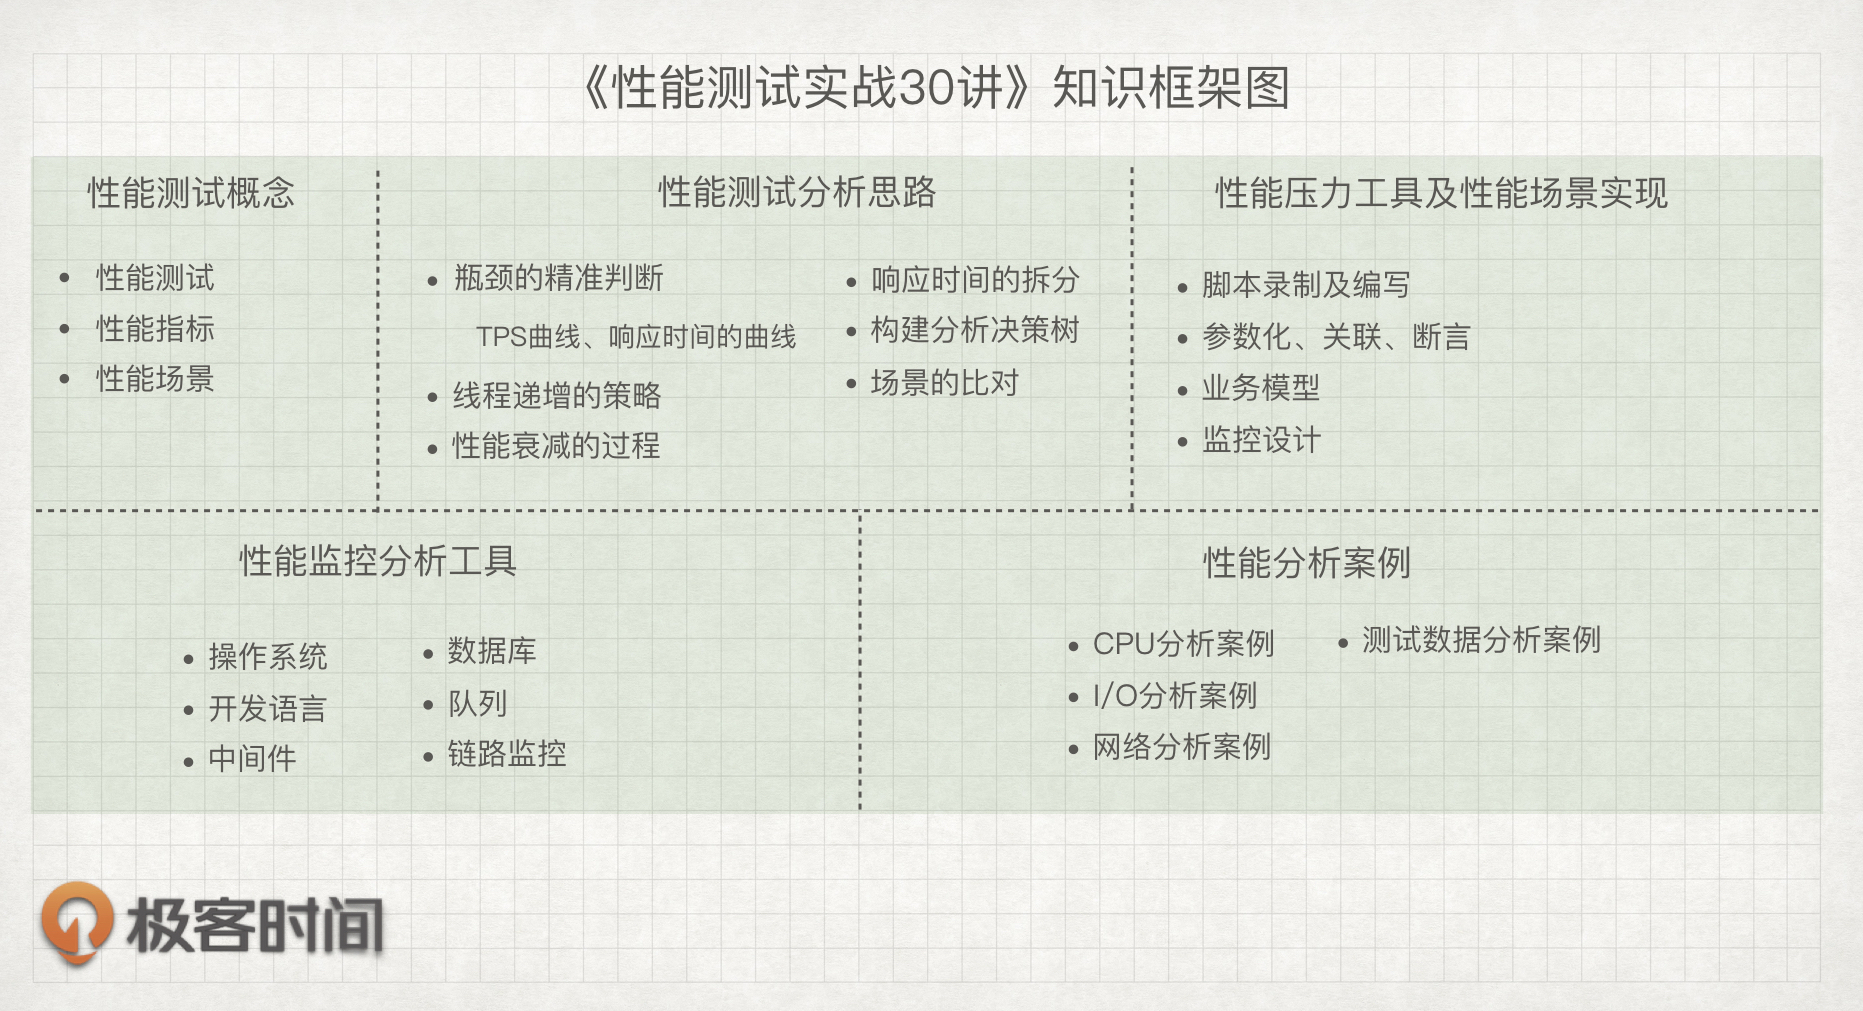 《性能测试实战30讲》知识框架图
性能测试概念
性能测试
性能指标
性能场景
性能测试分析思路
瓶颈的精准判断
TPS曲线、响应时间的曲线
线程递增的策略
性能衰减的过程
响应时间的拆分
构建分析决策树
场景的比对
性能压力工具及性能场景实现
脚本录制及编写
参数化、关联、断言
业务模型
监控设计
性能监控分析工具
操作系统
开发语言
中间件
数据库
队列
链路监控
性能分析案例
CPU分析案例
I/O分析案例
网络分析案例
测试数据分析案例
极客时间